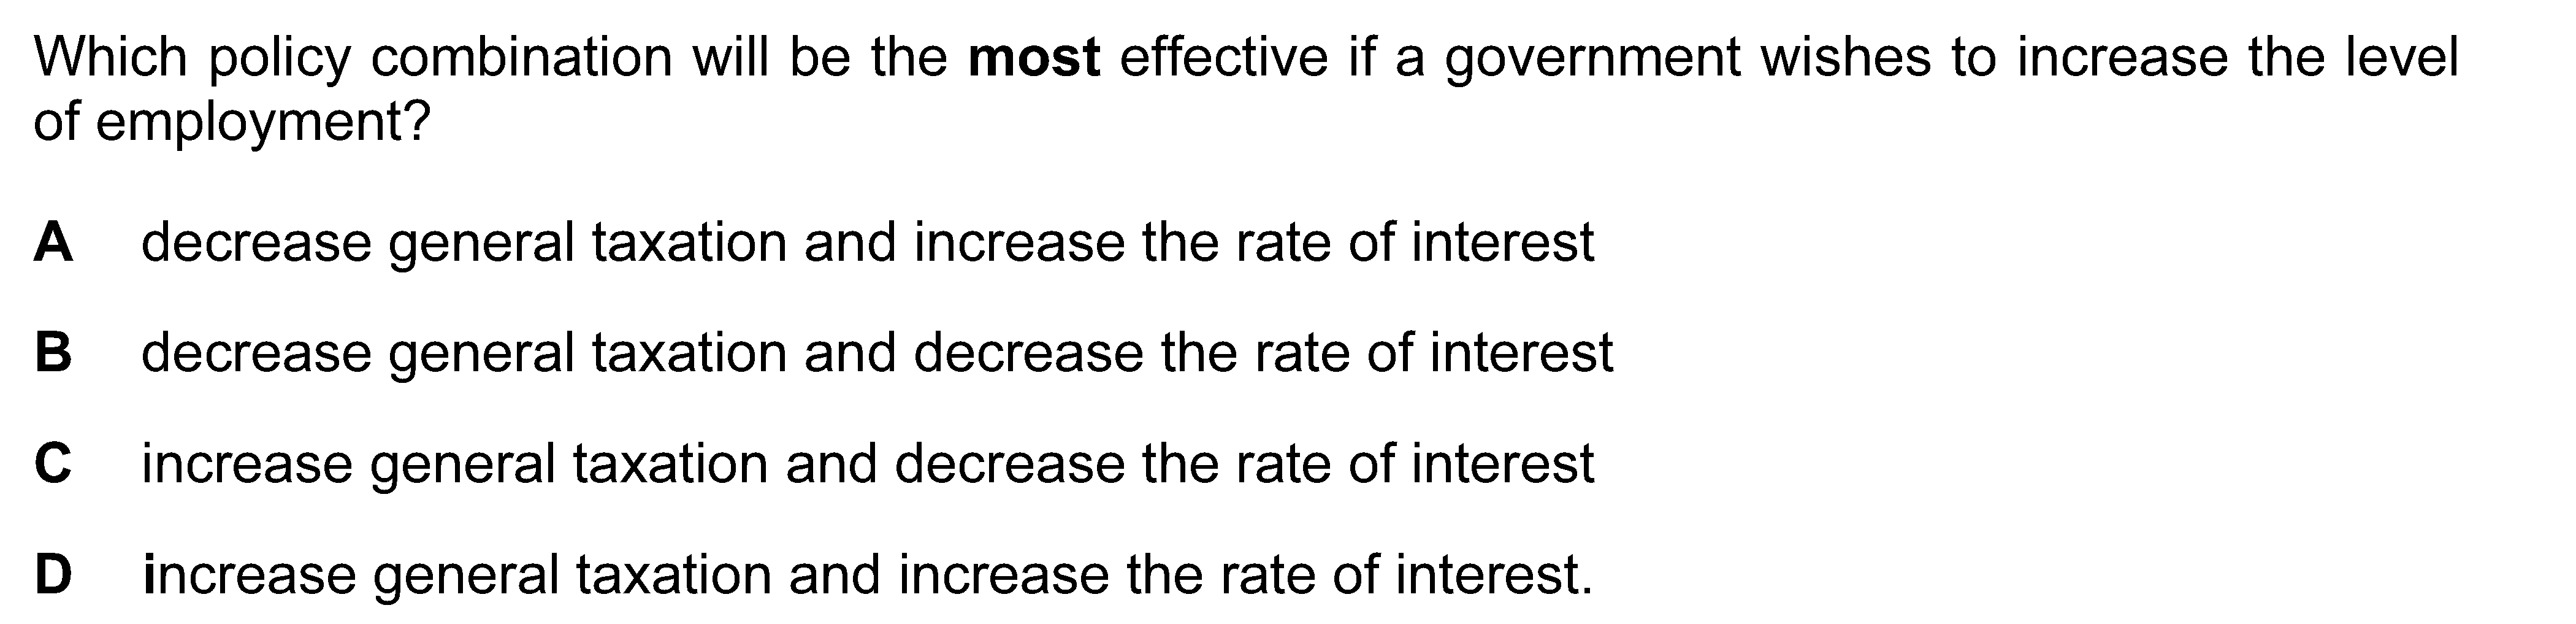 Which policy combination will be the most effective if a government wishes to increase the level
of employment?
A decrease general taxation and increase the rate of interest
B decrease general taxation and decrease the rate of interest
C increase general taxation and decrease the rate of interest
D increase general taxation and increase the rate of interest.